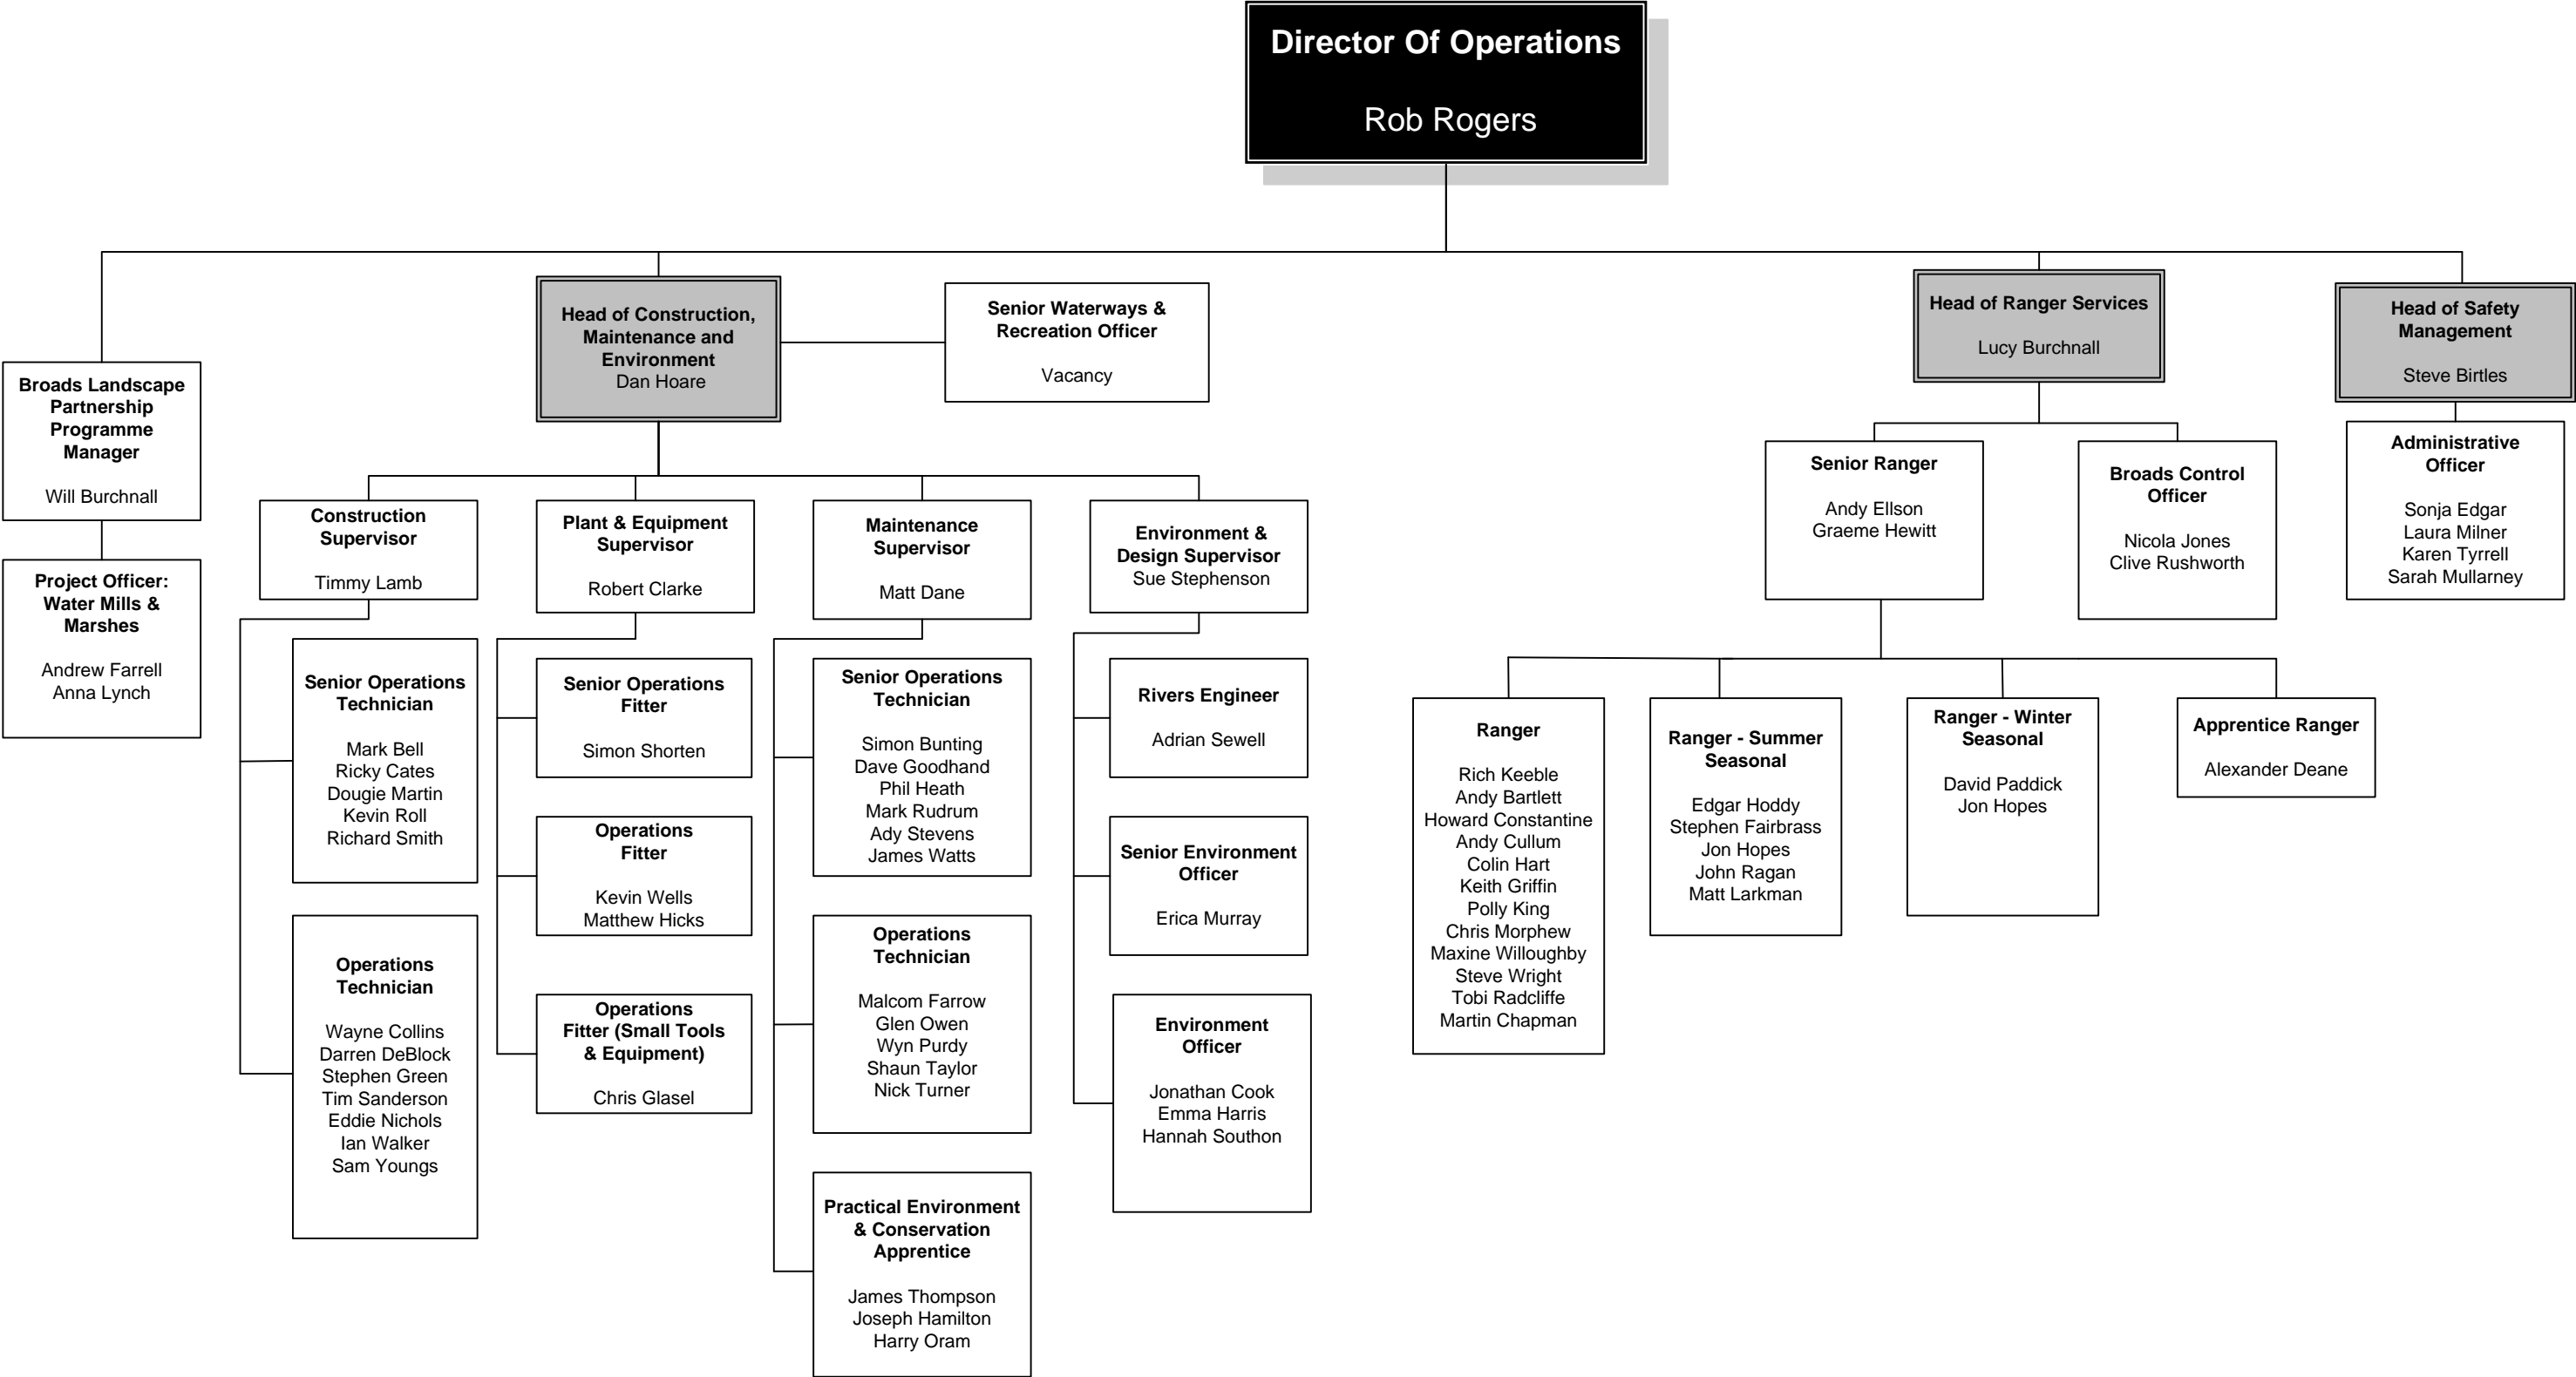 Director Of Operations
Rob Rogers
Broads Landscape
Partnership
Programme
Manager
Will Burchnall
Project Officer:
Water Mills &
Marshes
Andrew Farrell
Anna Lynch
Head of Construction,
Maintenance and
Environment
Dan Hoare
Senior Waterways &
Recreation Officer
Vacancy
Construction
Supervisor
Timmy Lamb
Senior Operations
Technician
Mark Bell
Ricky Cates
Dougie Martin
Kevin Roll
Richard Smith
Operations
Technician
Wayne Collins
Darren DeBlock
Stephen Green
Tim Sanderson
Eddie Nichols
Ian Walker
Sam Youngs
Plant & Equipment
Supervisor
Robert Clarke
Senior Operations
Fitter
Simon Shorten
Operations
Fitter
Kevin Wells
Matthew Hicks
Operations
Fitter (Small Tools
& Equipment)
Chris Glasel
Maintenance
Supervisor
Matt Dane
Senior Operations
Technician
Simon Bunting
Dave Goodhand
Phil Heath
Mark Rudrum
Ady Stevens
James Watts
Operations
Technician
Malcom Farrow
Glen Owen
Wyn Purdy
Shaun Taylor
Nick Turner
Practical Environment
& Conservation
Apprentice
James Thompson
Joseph Hamilton
Harry Oram
Environment &
Design Supervisor
Sue Stephenson
Rivers Engineer
Adrian Sewell
Senior Environment
Officer
Erica Murray
Environment
Officer
Jonathan Cook
Emma Harris
Hannah Southon
Head of Ranger Services
Lucy Burchnall
Senior Ranger
Andy Ellson
Graeme Hewitt
Broads Control
Officer
Nicola Jones
Clive Rushworth
Ranger
Rich Keeble
Andy Bartlett
Howard Constantine
Andy Cullum
Colin Hart
Keith Griffin
Polly King
Chris Morphew
Maxine Willoughby
Steve Wright
Tobi Radcliffe
Martin Chapman
Ranger - Summer
Seasonal
Edgar Hoddy
Stephen Fairbrass
Jon Hopes
John Ragan
Matt Larkman
Ranger - Winter
Seasonal
David Paddick
Jon Hopes
Apprentice Ranger
Alexander Deane
Head of Safety
Management
Steve Birtles
Administrative
Officer
Sonja Edgar
Laura Milner
Karen Tyrrell
Sarah Mullarney